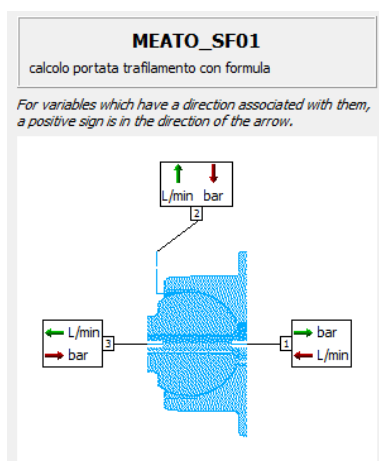 MEATO_SF01
calcolo portata trafilamento con formula
For variables which have a direction associated with them,
a positive sign is in the direction of the arrow.
L/min bar
2
L/min
bar
3
1
bar
L/min